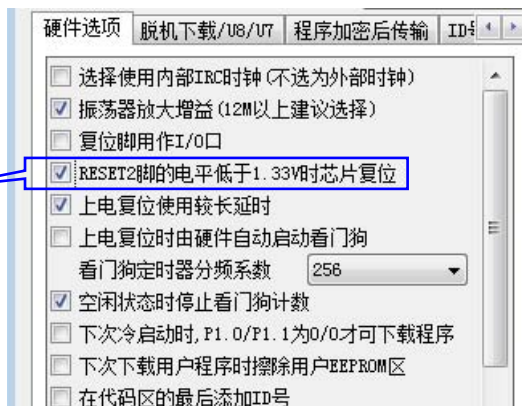 硬件选项 脱机下载/U8/U7 程序加密后传输 ID
选择使用内部IRC时钟(不选为外部时钟)
振荡器放大增益(12M以上建议选择)
复位脚用作I/O口
RESET2脚的电平低于1.33V时芯片复位
上电复位使用较长延时
上电复位时由硬件自动启动看门狗
看门狗定时器分频系数 256
空闲状态时停止看门狗计数
下次冷启动时,P1.0/P1.1为0/0才可下载程序
下次下载用户程序时擦除用户EEPROM区
在代码区的最后添加ID号